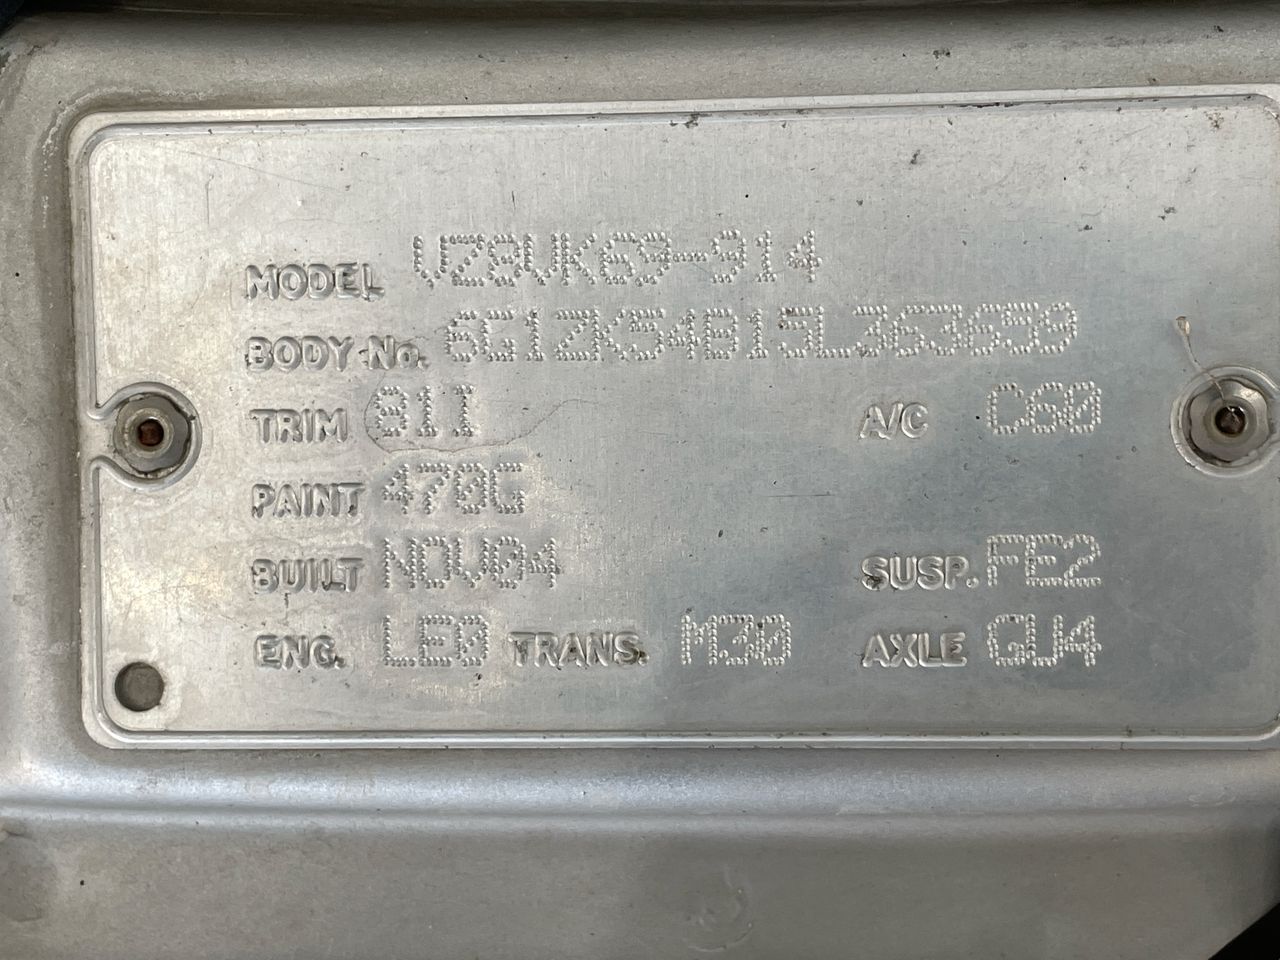 MODEL VZ8VK69-914
BODY No. 6G1ZK54B15L363659
TRIM 81I A/C C60
PAINT 470G
BUILT NOV04 SUSP. FE2
ENG. LE0 TRANS. M30 AXLE GU4